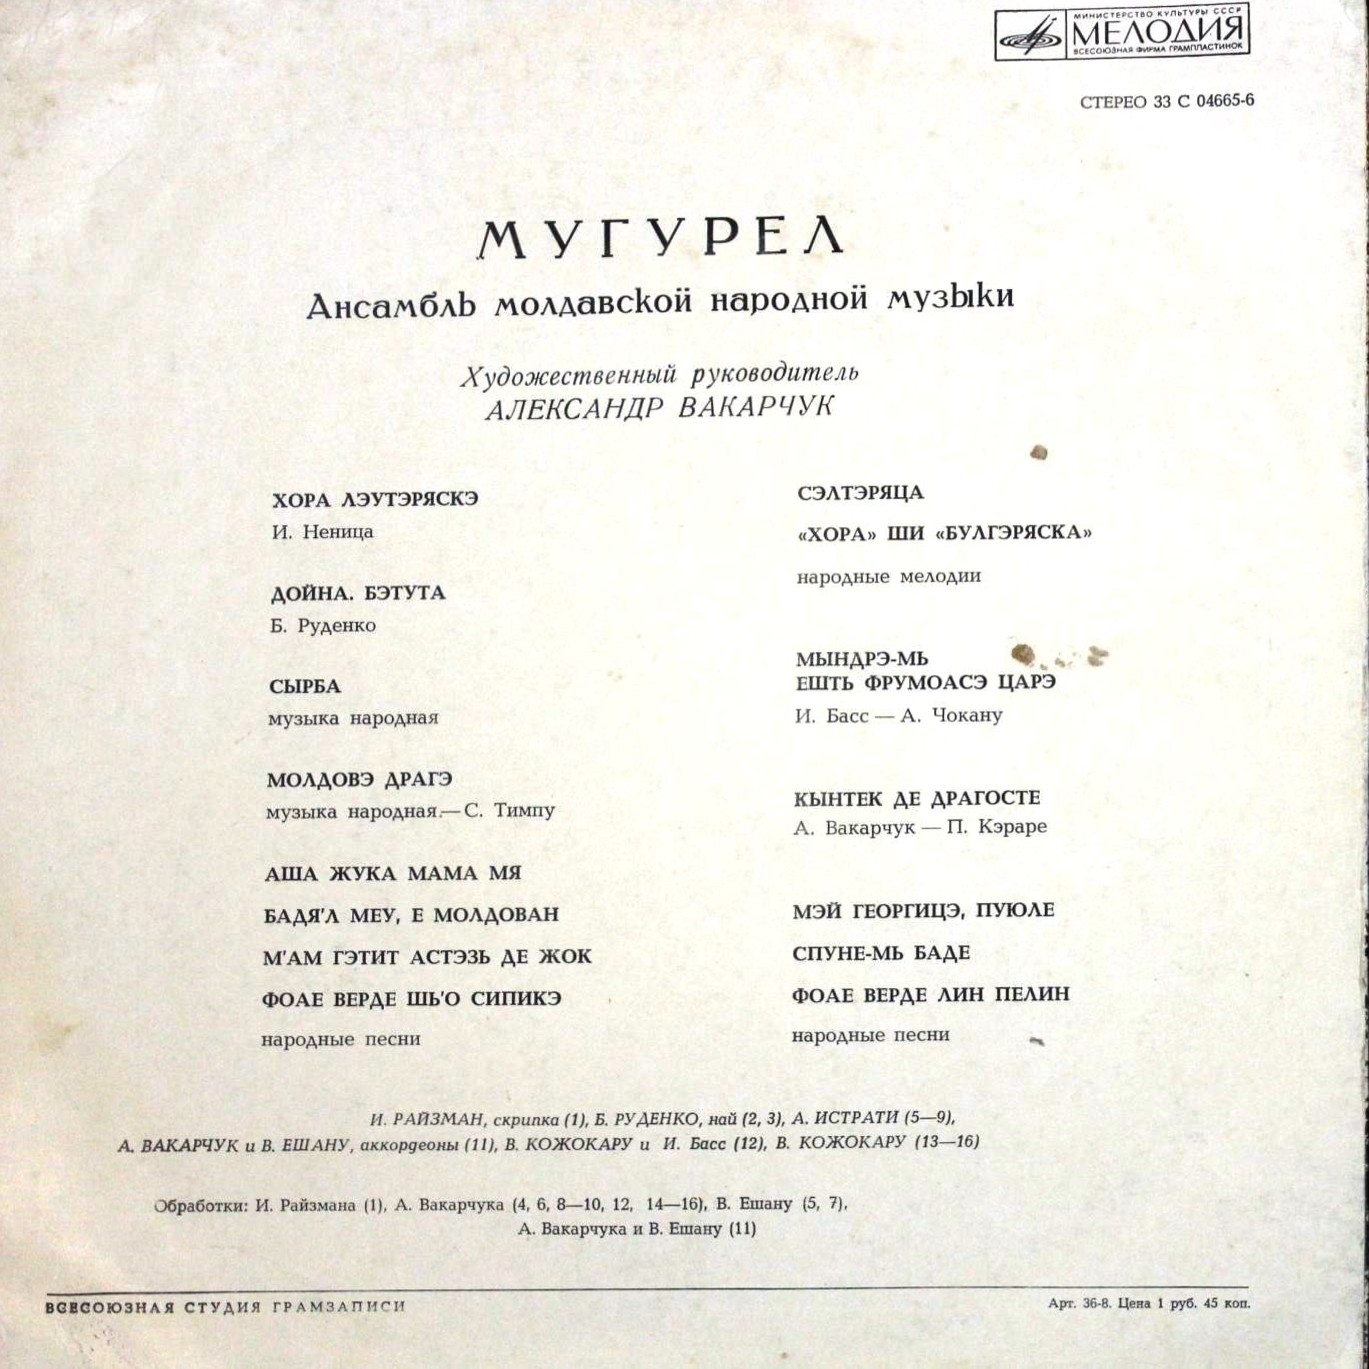 МИНИСТЕРСТВО КУЛЬТУРЫ СССР
МЕЛОДИЯ
ВСЕСОЮЗНАЯ ФИРМА ГРАМПЛАСТИНОК
СТЕРЕО 33 С 04665-6
МУГУРЕЛ
Ансамбль молдавской народной музыки
Художественный руководитель
АЛЕКСАНДР ВАКАРЧУК
ХОРА ЛЭУТЭРЯСКЭ
И. Неница
ДОЙНА. БЭТУТА
Б. Руденко
СЫРБА
музыка народная
МОЛДОВЭ ДРАГЭ
музыка народная.— С. Тимпу
АША ЖУКА МАМА МЯ
БАДЯ'Л МЕУ, Е МОЛДОВАН
М'АМ ГЭТИТ АСТЭЗЬ ДЕ ЖОК
ФОАЕ ВЕРДЕ ШЬ'О СИПИКЭ
народные песни
СЭЛТЭРЯЦА
«ХОРА» ШИ «БУЛГЭРЯСКА»
народные мелодии
МЫНДРЭ-МЬ
ЕШТЬ ФРУМОАСЭ ЦАРЭ
И. Басс — А. Чокану
КЫНТЕК ДЕ ДРАГОСТЕ
А. Вакарчук — П. Кэраре
МЭЙ ГЕОРГИЦЭ, ПУЮЛЕ
СПУНЕ-МЬ БАДЕ
ФОАЕ ВЕРДЕ ЛИН ПЕЛИН
народные песни
И. РАЙЗМАН, скрипка (1), Б. РУДЕНКО, най (2, 3), А. ИСТРАТИ (5—9),
А. ВАКАРЧУК и В. ЕШАНУ, аккордеоны (11), В. КОЖОКАРУ и И. Басс (12), В. КОЖОКАРУ (13—16)
Обработки: И. Райзмана (1), А. Вакарчука (4, 6, 8—10, 12, 14—16), В. Ешану (5, 7),
А. Вакарчука и В. Ешану (11)
ВСЕСОЮЗНАЯ СТУДИЯ ГРАМЗАПИСИ
Арт. 36-8. Цена 1 руб. 45 коп.